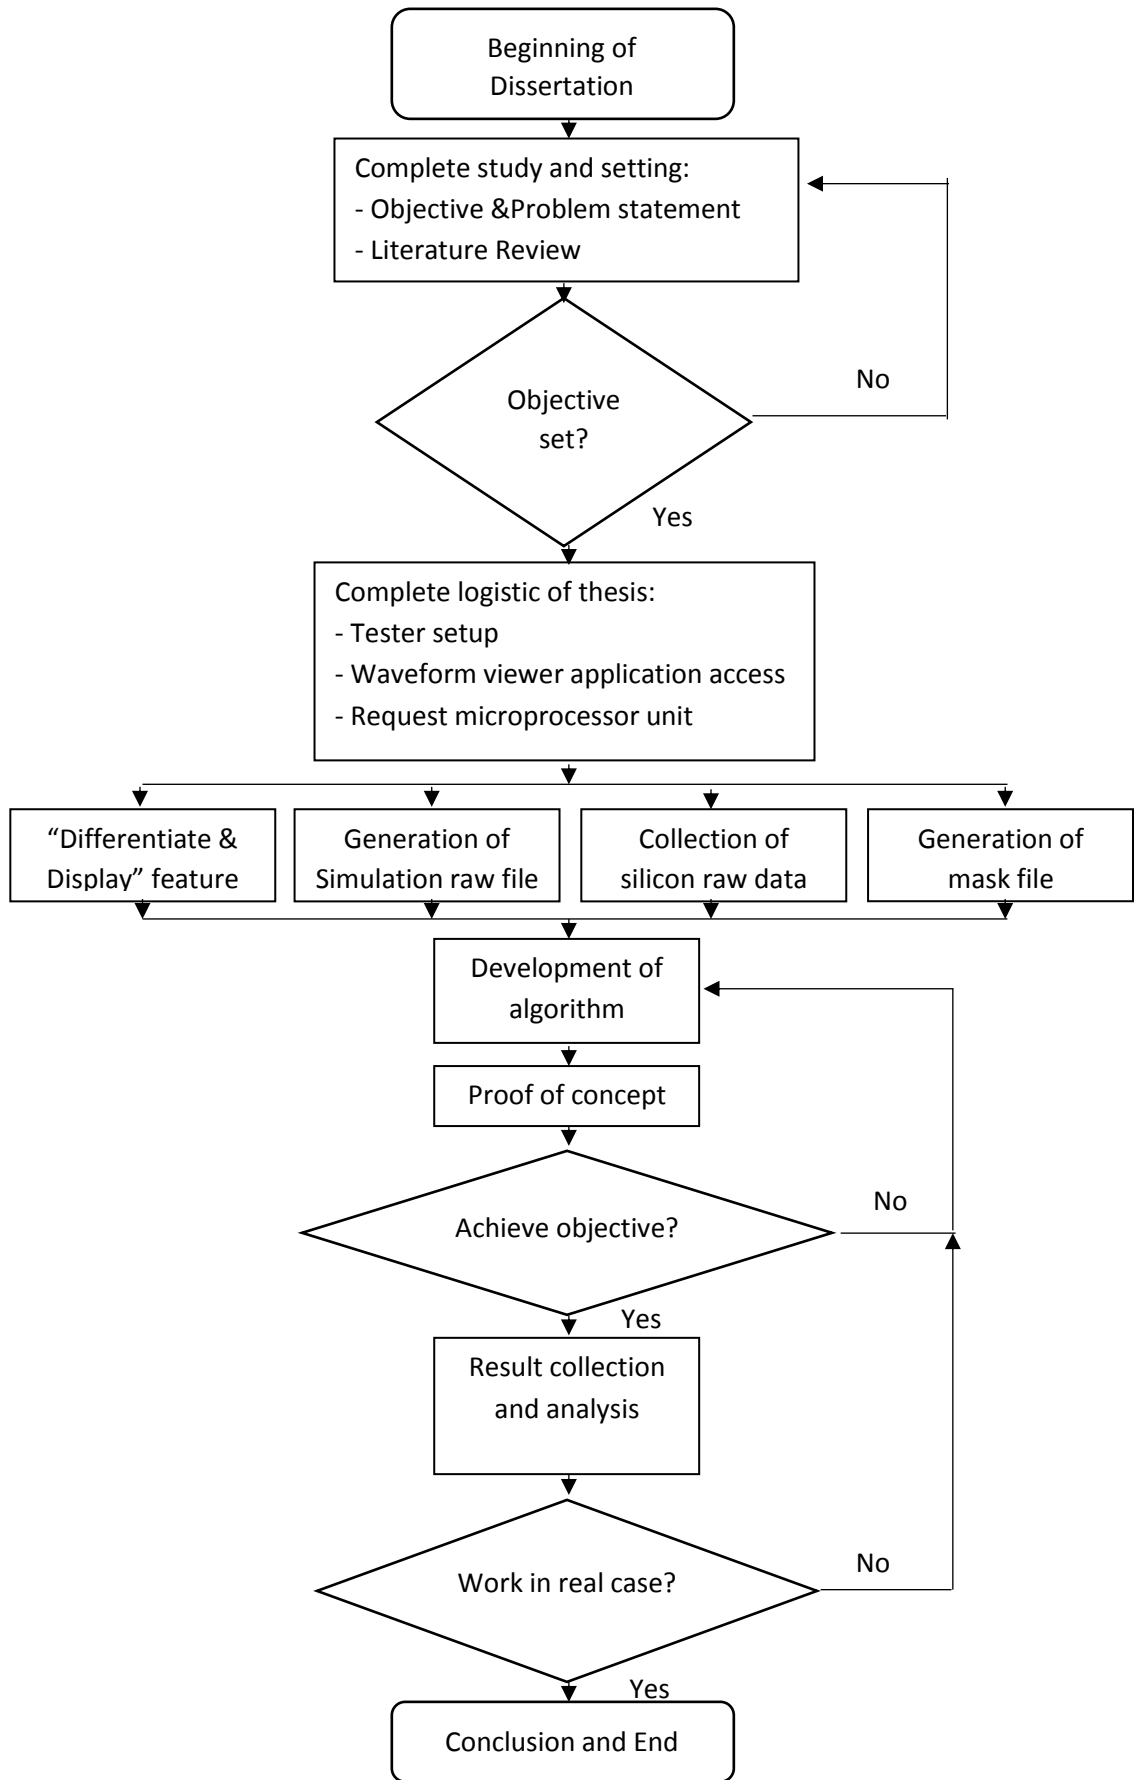 Beginning of
Dissertation
Complete study and setting:
- Objective &Problem statement
- Literature Review
No
Objective
set?
Yes
Complete logistic of thesis:
- Tester setup
- Waveform viewer application access
- Request microprocessor unit
“Differentiate &
Display” feature
Generation of
Simulation raw file
Collection of
silicon raw data
Generation of
mask file
Development of
algorithm
Proof of concept
No
Achieve objective?
Yes
Result collection
and analysis
No
Work in real case?
Yes
Conclusion and End